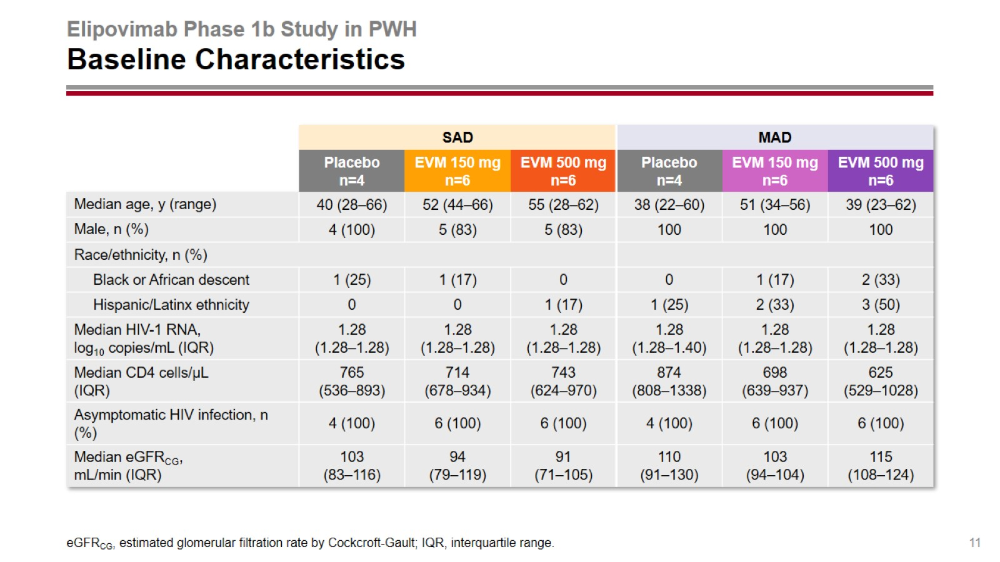 Elipovimab Phase 1b Study in PWH
Baseline Characteristics
SAD MAD
Placebo EVM 150 mg EVM 500 mg Placebo EVM 150 mg EVM 500 mg
n=4 n=6 n=6 n=4 n=6 n=6
Median age, y (range) 40 (28–66) 52 (44–66) 55 (28–62) 38 (22–60) 51 (34–56) 39 (23–62)
Male, n (%) 4 (100) 5 (83) 5 (83) 100 100 100
Race/ethnicity, n (%)
Black or African descent 1 (25) 1 (17) 0 0 1 (17) 2 (33)
Hispanic/Latinx ethnicity 0 0 1 (17) 1 (25) 2 (33) 3 (50)
Median HIV-1 RNA, 1.28 1.28 1.28 1.28 1.28 1.28
log10 copies/mL (IQR) (1.28–1.28) (1.28–1.28) (1.28–1.28) (1.28–1.40) (1.28–1.28) (1.28–1.28)
Median CD4 cells/µL 765 714 743 874 698 625
(IQR) (536–893) (678–934) (624–970) (808–1338) (639–937) (529–1028)
Asymptomatic HIV infection, n
(%) 4 (100) 6 (100) 6 (100) 4 (100) 6 (100) 6 (100)
Median eGFRCG, 103 94 91 110 103 115
mL/min (IQR) (83–116) (79–119) (71–105) (91–130) (94–104) (108–124)
eGFRCG, estimated glomerular filtration rate by Cockcroft-Gault; IQR, interquartile range.
11